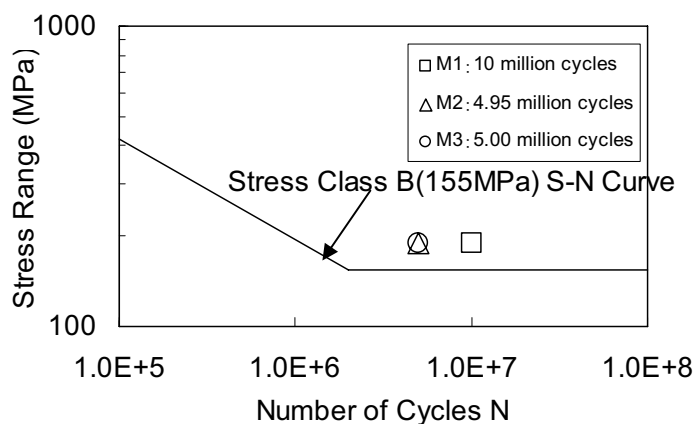 1000
M1:10 million cycles
M2:4.95 million cycles
M3:5.00 million cycles
Stress Class B(155MPa) S-N Curve
Stress Range (MPa)
100
1.0E+5 1.0E+6 1.0E+7 1.0E+8
Number of Cycles N